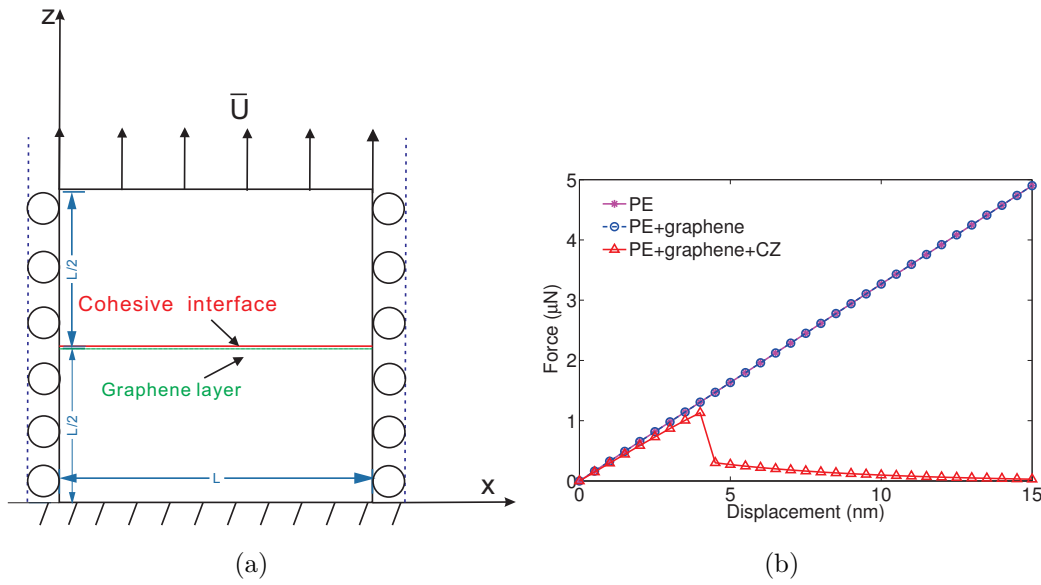 Z
Ū
L/2
Cohesive interface
Graphene layer
L/2
L
X
(a)
5
4
3
2
1
0
Force (μN)
PE
PE+graphene
PE+graphene+CZ
0 5 10 15
Displacement (nm)
(b)